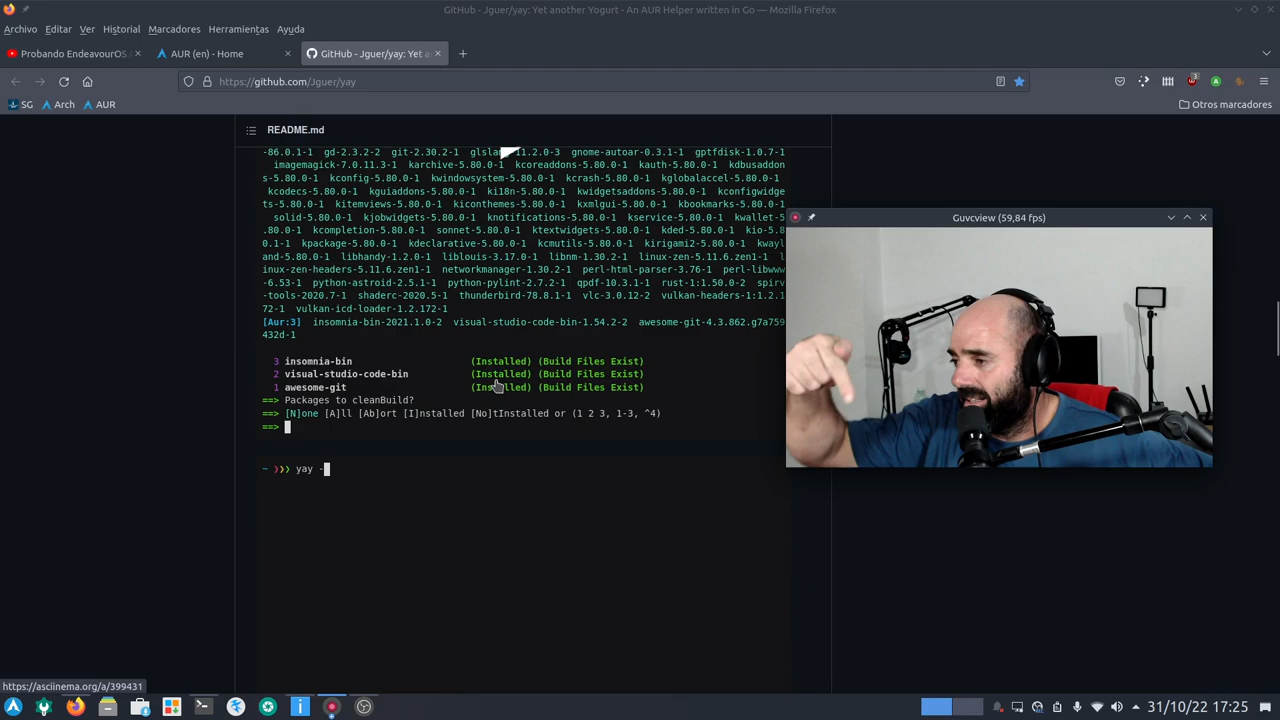 GitHub - Jguer/yay: Yet another Yogurt - An AUR Helper written in Go — Mozilla Firefox
Archivo Editar Ver Historial Marcadores Herramientas Ayuda
Probando EndeavourOS
AUR (en) - Home
GitHub - Jguer/yay: Yet a
https://github.com/Jguer/yay
3
SG Arch AUR Otros marcadores
README.md
-86.0.1-1 gd-2.3.2-2 git-2.30.2-1 11.2.0-3 gnome-autoar-0.3.1-1 gptfdisk-1.0.7-1
imagemagick-7.0.11.3-1 karchive-5.80.0-1 kcoreaddons-5.80.0-1 kauth-5.80.0-1 kdbusaddon
s-5.80.0-1 kconfig-5.80.0-1 kwindowsystem-5.80.0-1 kcrash-5.80.0-1 kglobalaccel-5.80.0-1
kcodecs-5.80.0-1 kguiaddons-5.80.0-1 ki18n-5.80.0-1 kwidgetsaddons-5.80.0-1 kconfigwidge
ts-5.80.0-1 kitemviews-5.80.0-1 kiconthemes-5.80.0-1 kxmlgui-5.80.0-1 kbookmarks-5.80.0-1
solid-5.80.0-1 kjobwidgets-5.80.0-1 knotifications-5.80.0-1 kservice-5.80.0-1 kwallet-5.
80.0-1 kcompletion-5.80.0-1 sonnet-5.80.0-1 ktextwidgets-5.80.0-1 kded-5.80.0-1 kio-5.8
0.1-1 kpackage-5.80.0-1 kdeclarative-5.80.0-1 kcmutils-5.80.0-1 kirigami2-5.80.0-1 kwayl
and-5.80.0-1 libhandy-1.2.0-1 liblouis-3.17.0-1 libnm-1.30.2-1 linux-zen-5.11.6.zen1-1 l
inux-zen-headers-5.11.6.zen1-1 networkmanager-1.30.2-1 perl-html-parser-3.76-1 perl-libwww
-6.53-1 python-astroid-2.5.1-1 python-pylint-2.7.2-1 qpdf-10.3.1-1 rust-1:1.50.0-2 spirv
-tools-2020.7-1 shaderc-2020.5-1 thunderbird-78.8.1-1 vlc-3.0.12-2 vulkan-headers-1:1.2.1
72-1 vulkan-icd-loader-1.2.172-1
[Aur:3] insomnia-bin-2021.1.0-2 visual-studio-code-bin-1.54.2-2 awesome-git-4.3.862.g7a759
432d-1
3 insomnia-bin (Installed) (Build Files Exist)
2 visual-studio-code-bin (Installed) (Build Files Exist)
1 awesome-git (Installed) (Build Files Exist)
==> Packages to cleanBuild?
==> [N]one [A]ll [Ab]ort [I]nstalled [No]tInstalled or (1 2 3, 1-3, ^4)
==>
~ ❯❯❯ yay -
Guvcview (59,84 fps)
https://asciinema.org/a/399431
31/10/22 17:25